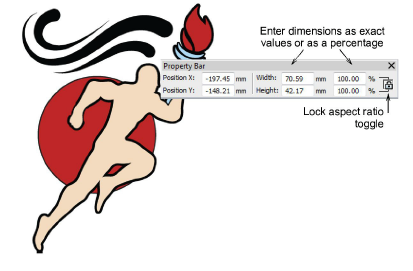 Enter dimensions as exact
values or as a percentage
Property Bar
Position X: -197.45 mm Width: 70.59 mm 100.00 %
Position Y: -148.21 mm Height: 42.17 mm 100.00 %
Lock aspect ratio
toggle